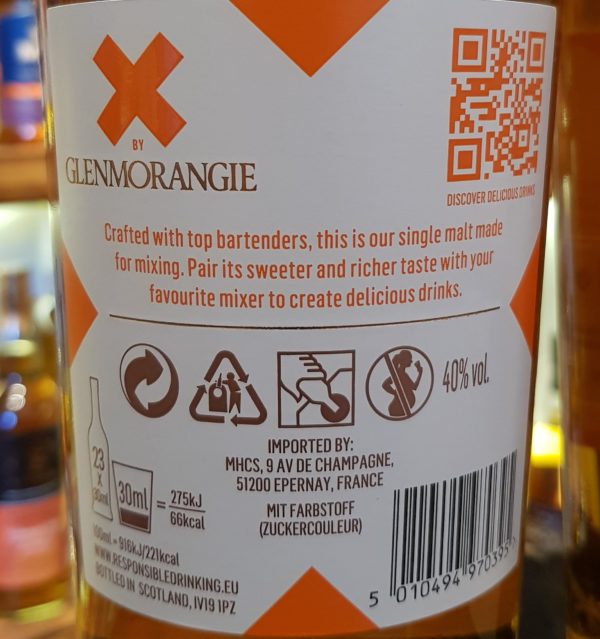 X
BY
GLENMORANGIE
DISCOVER DELICIOUS DRINKS
Crafted with top bartenders, this is our single malt made
for mixing. Pair its sweeter and richer taste with your
favourite mixer to create delicious drinks.
40% vol.
23
x
30ml
30ml = 275kJ
66kcal
100ml = 916kJ/221kcal
WWW.RESPONSIBLEDRINKING.EU
BOTTLED IN SCOTLAND, IV19 1PZ
IMPORTED BY:
MHCS, 9 AV DE CHAMPAGNE,
51200 EPERNAY, FRANCE
MIT FARBSTOFF
(ZUCKERCOULEUR)
5 010494 970395